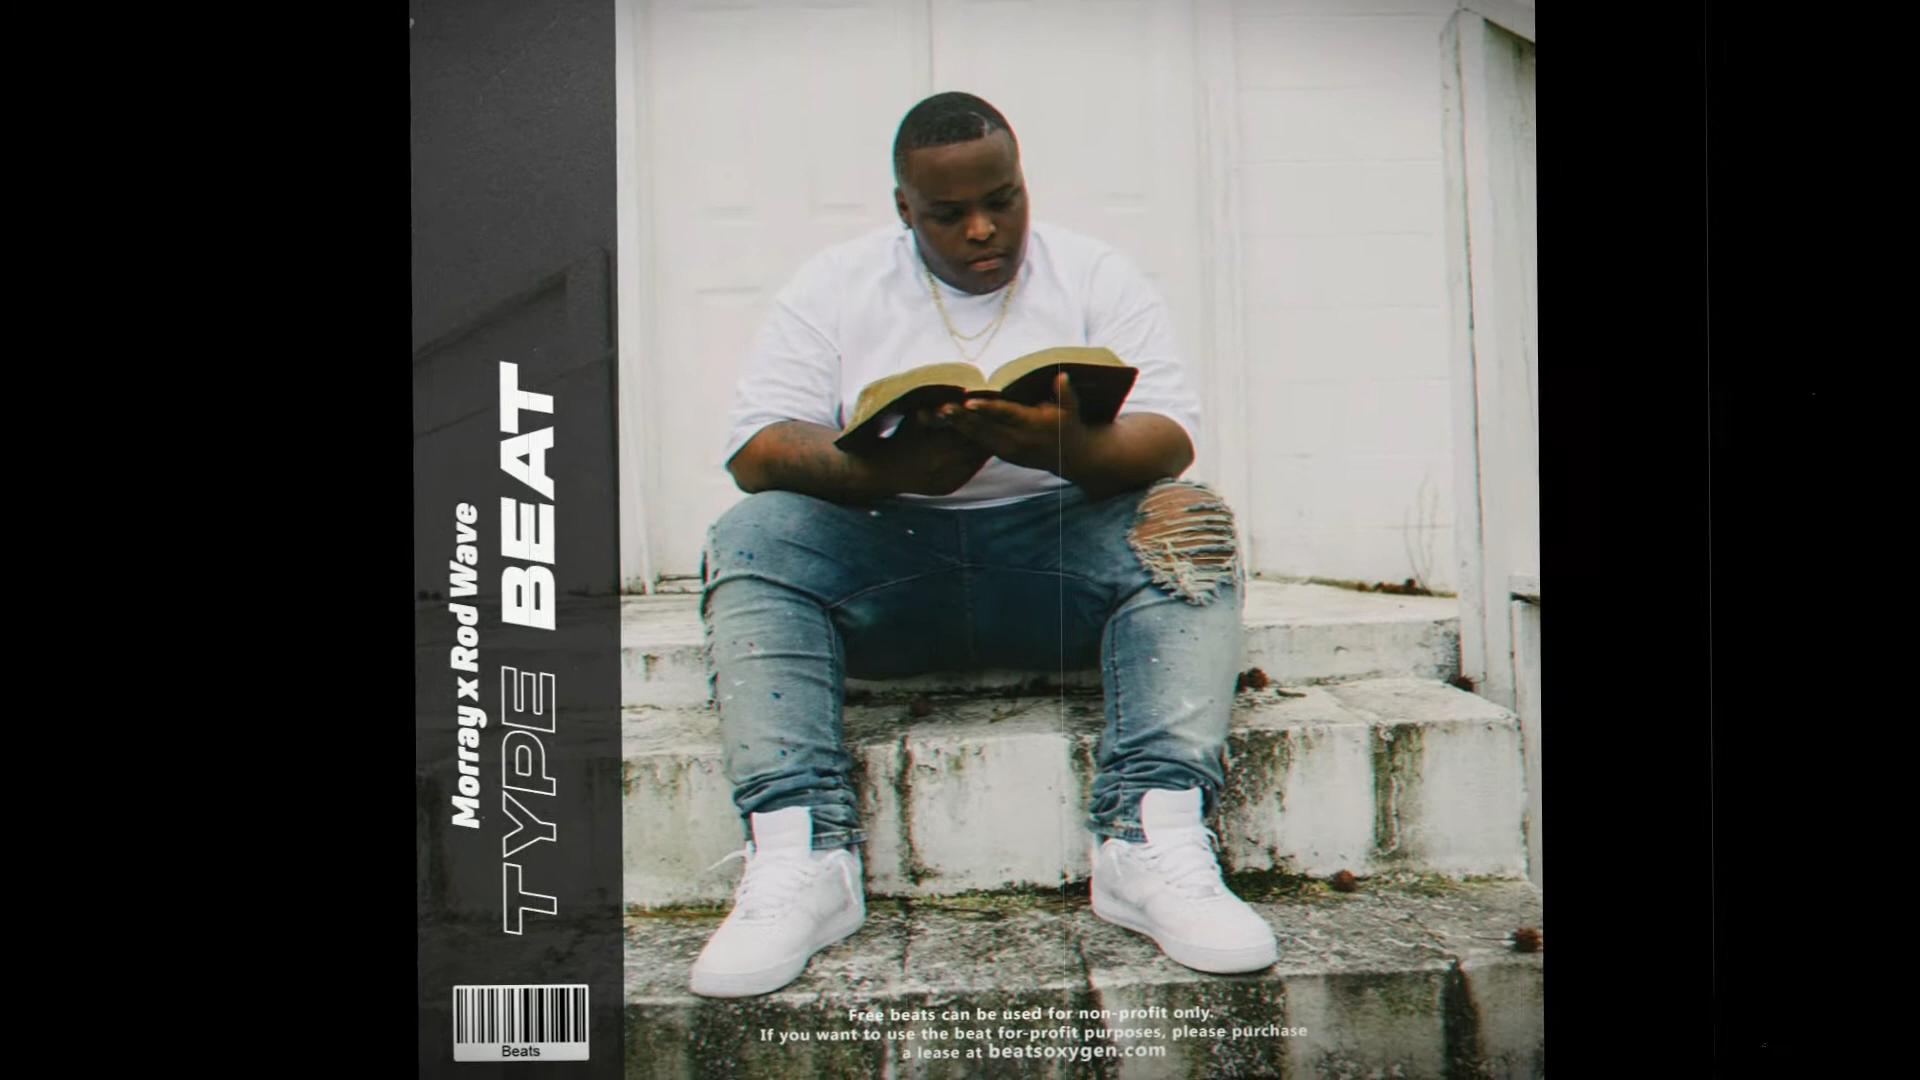 Morray x Rod Wave
TYPE BEAT
Beats
Free beats can be used for non-profit only.
If you want to use the beat for-profit purposes, please purchase
a lease at beatsoxygen.com